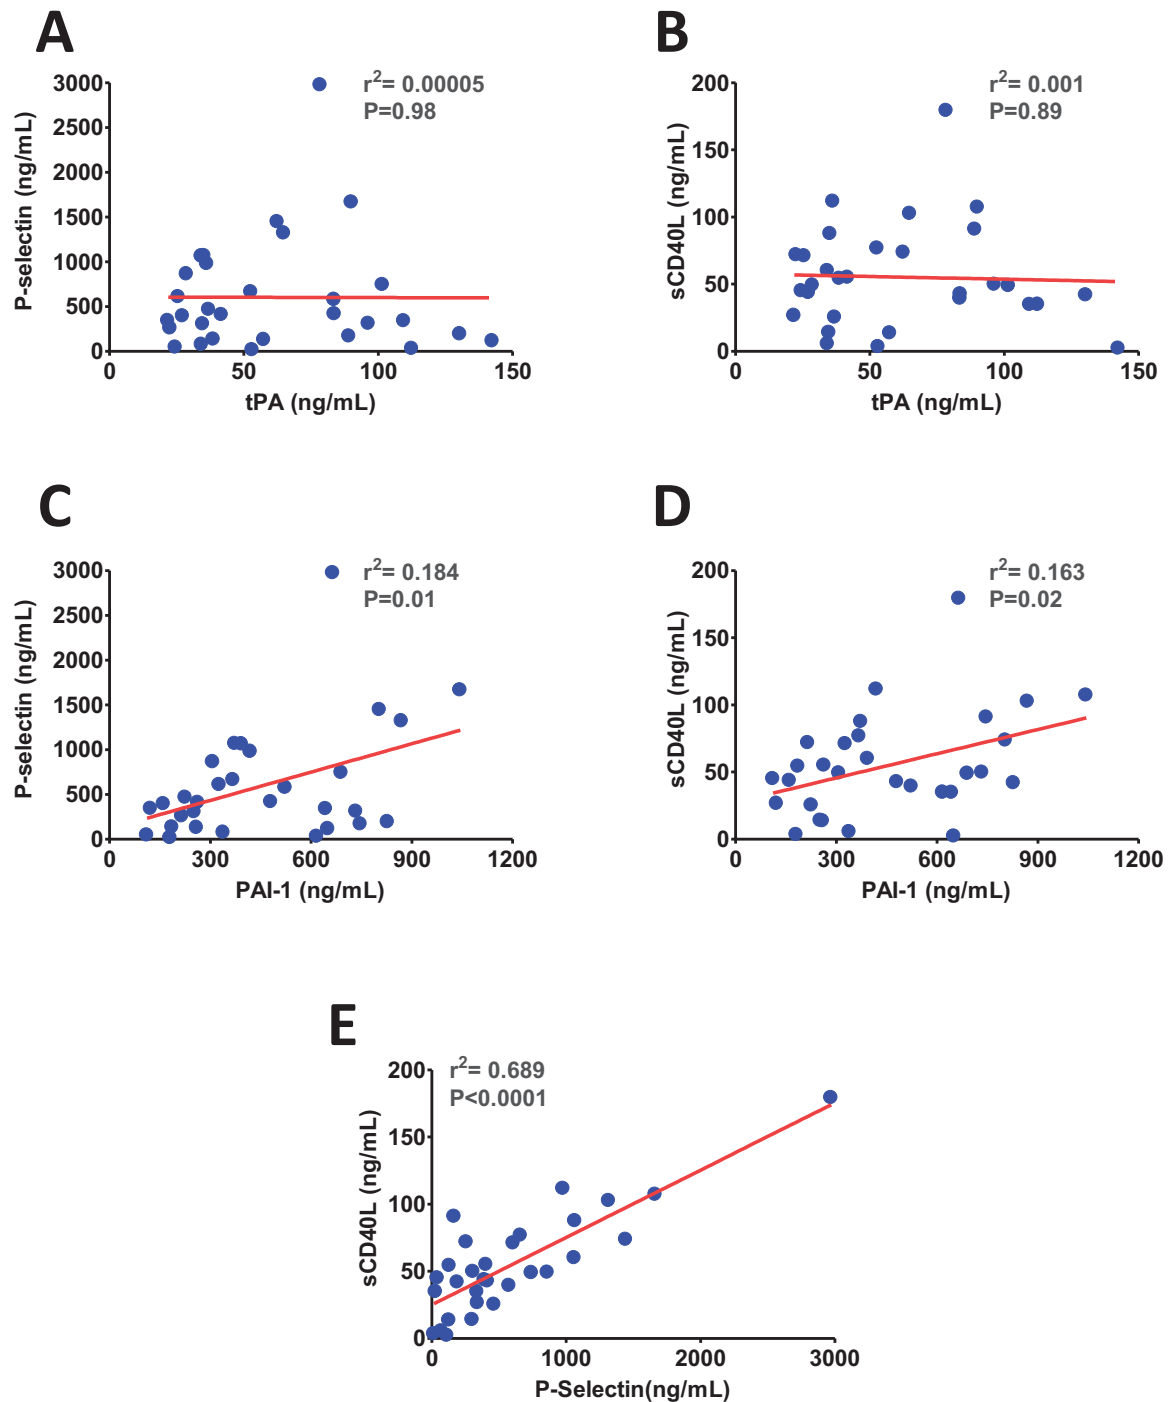 A
r²= 0.00005
P=0.98
P-selectin (ng/mL)
3000
2500
2000
1500
1000
500
0
0 50 100 150
tPA (ng/mL)
B
r²= 0.001
P=0.89
sCD40L (ng/mL)
200
150
100
50
0
0 50 100 150
tPA (ng/mL)
C
r²= 0.184
P=0.01
P-selectin (ng/mL)
3000
2500
2000
1500
1000
500
0
0 300 600 900 1200
PAI-1 (ng/mL)
D
r²= 0.163
P=0.02
sCD40L (ng/mL)
200
150
100
50
0
0 300 600 900 1200
PAI-1 (ng/mL)
E
r²= 0.689
P<0.0001
sCD40L (ng/mL)
200
150
100
50
0
0 1000 2000 3000
P-Selectin(ng/mL)